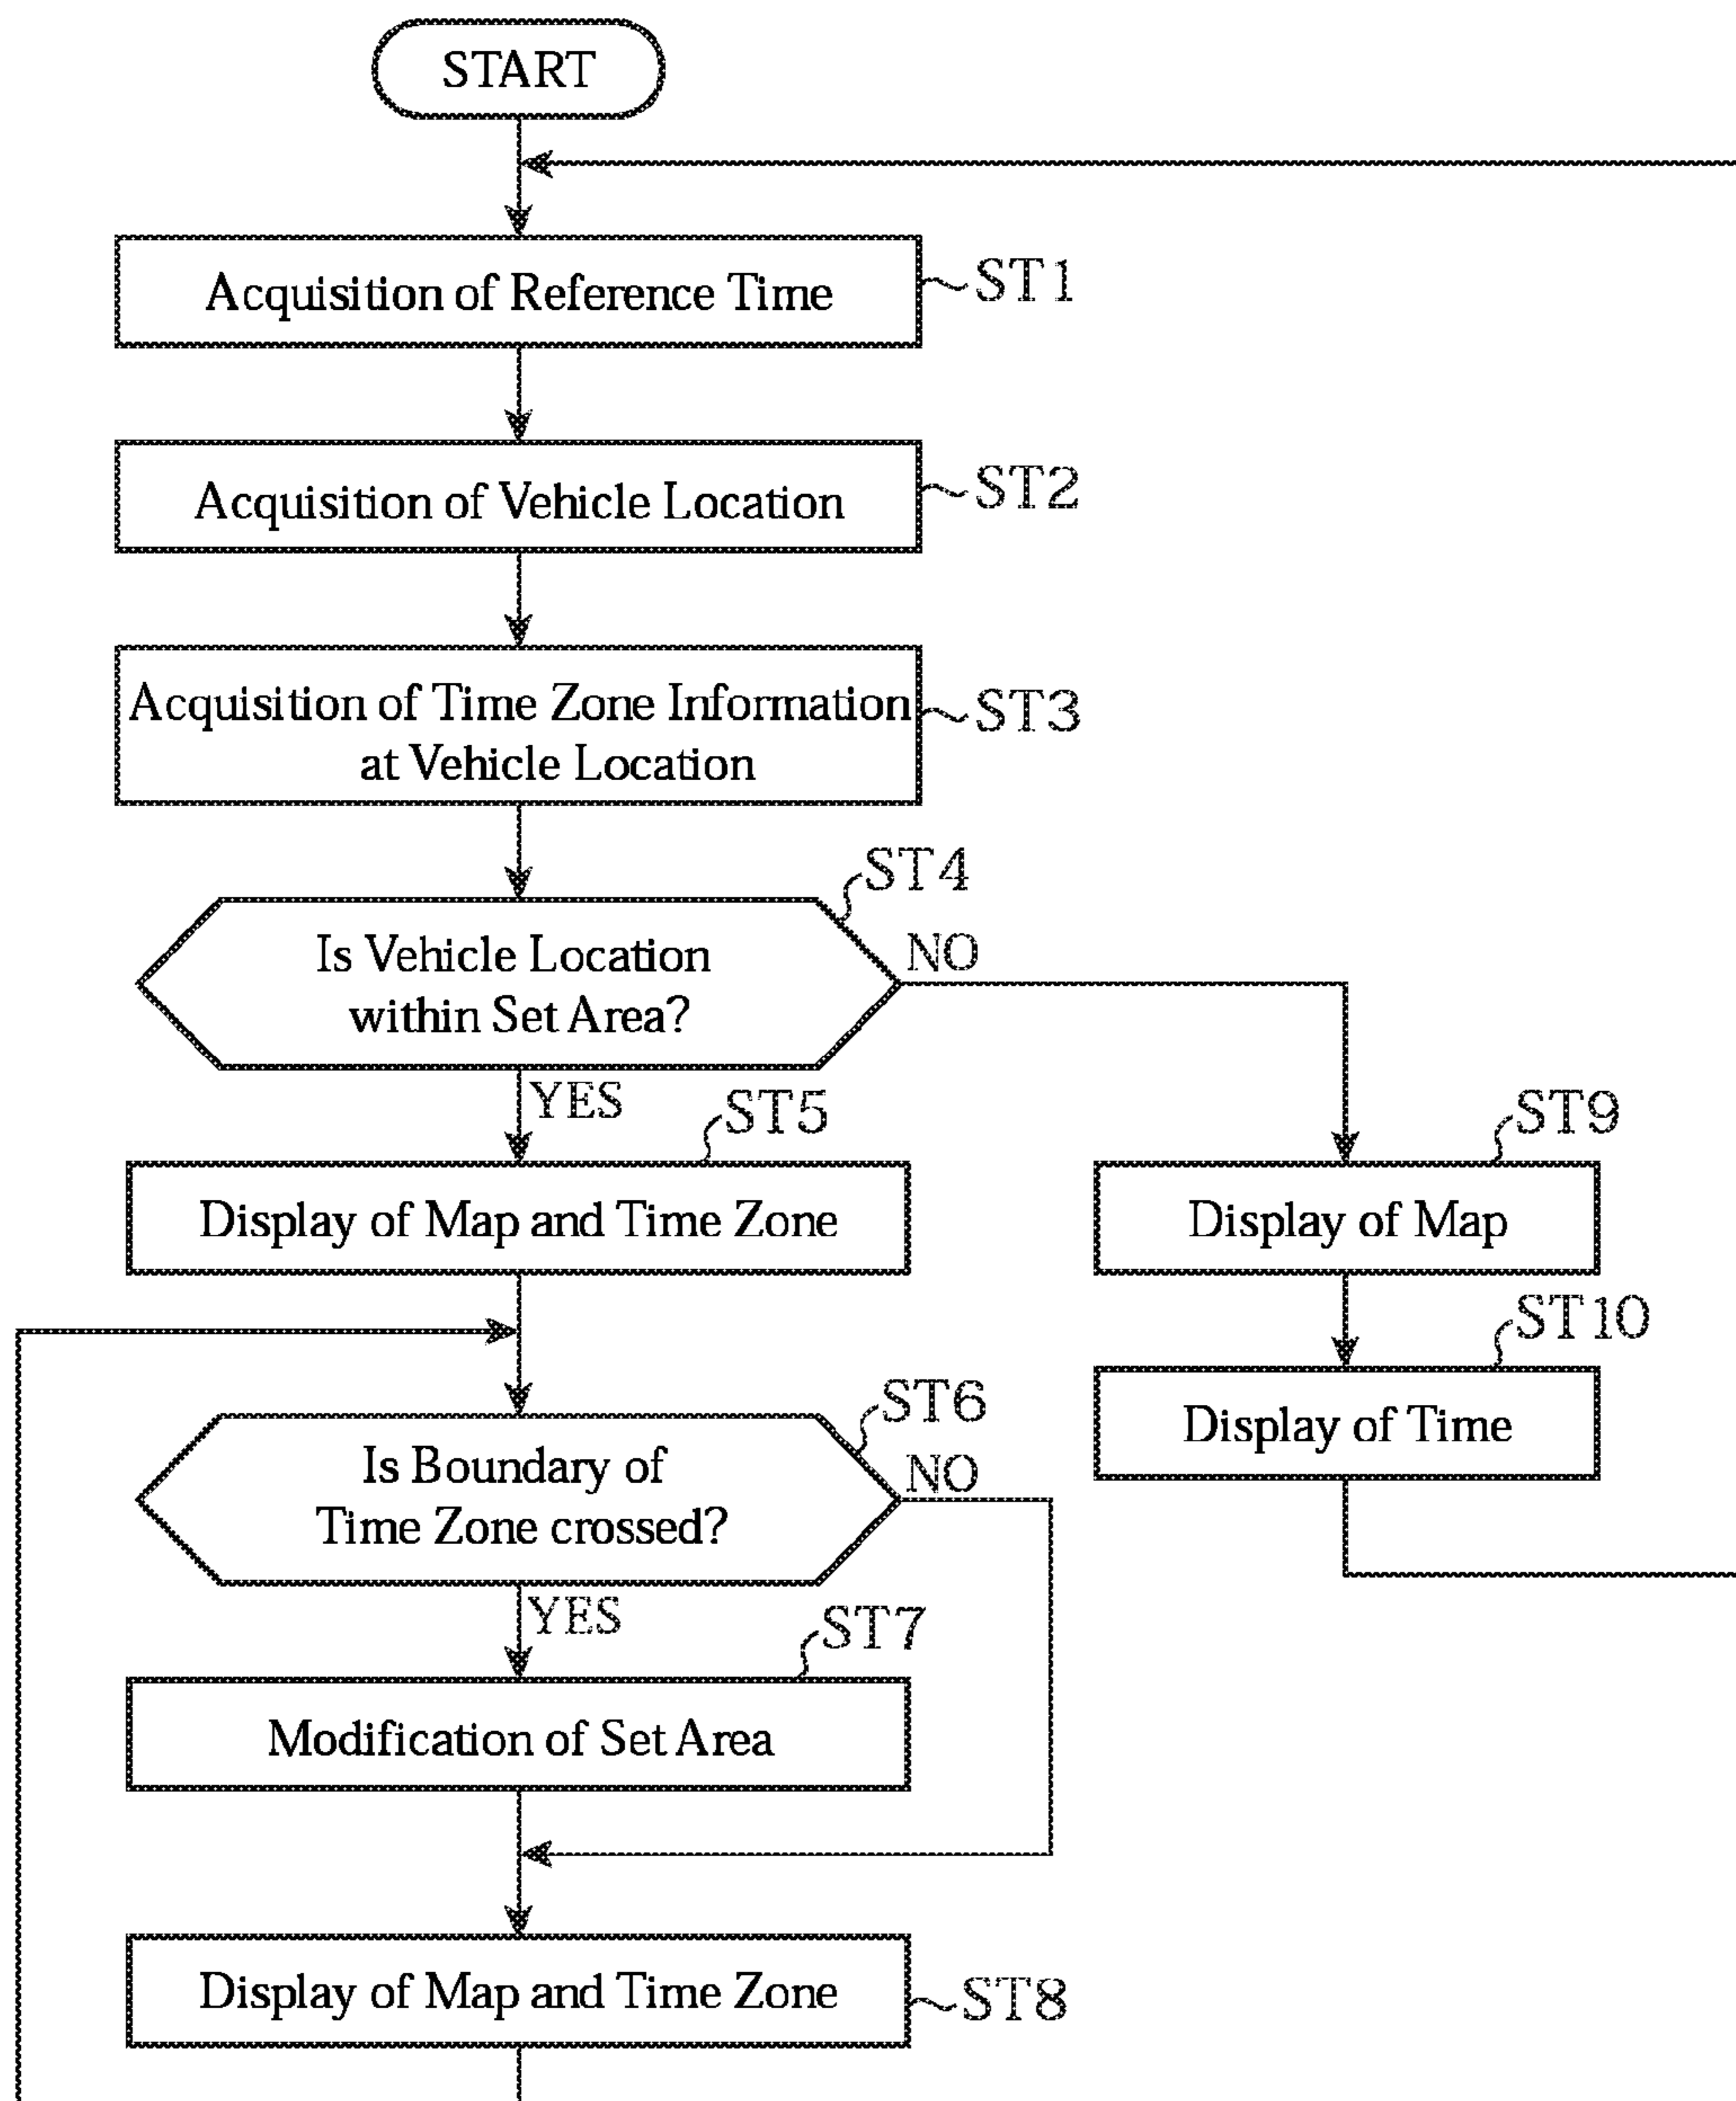 START
Acquisition of Reference Time
ST1
Acquisition of Vehicle Location
ST2
Acquisition of Time Zone Information
at Vehicle Location
ST3
ST4
Is Vehicle Location
within Set Area?
NO
YES
ST5
Display of Map and Time Zone
ST9
Display of Map
ST10
Display of Time
ST6
Is Boundary of
Time Zone crossed?
NO
YES
ST7
Modification of Set Area
Display of Map and Time Zone
ST8